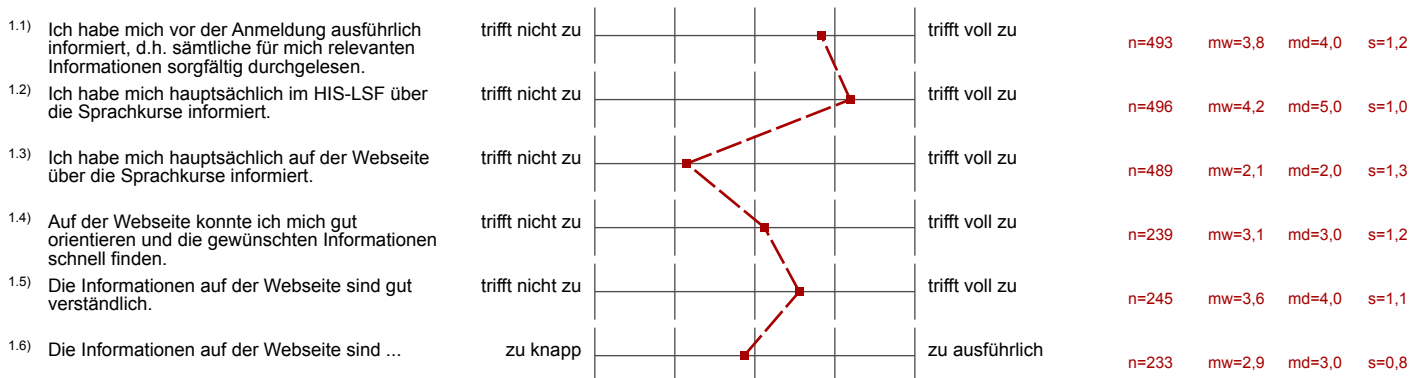 1.1) Ich habe mich vor der Anmeldung ausführlich informiert, d.h. sämtliche für mich relevanten Informationen sorgfältig durchgelesen. trifft nicht zu trifft voll zu n=493 mw=3,8 md=4,0 s=1,2
1.2) Ich habe mich hauptsächlich im HIS-LSF über die Sprachkurse informiert. trifft nicht zu trifft voll zu n=496 mw=4,2 md=5,0 s=1,0
1.3) Ich habe mich hauptsächlich auf der Webseite über die Sprachkurse informiert. trifft nicht zu trifft voll zu n=489 mw=2,1 md=2,0 s=1,3
1.4) Auf der Webseite konnte ich mich gut orientieren und die gewünschten Informationen schnell finden. trifft nicht zu trifft voll zu n=239 mw=3,1 md=3,0 s=1,2
1.5) Die Informationen auf der Webseite sind gut verständlich. trifft nicht zu trifft voll zu n=245 mw=3,6 md=4,0 s=1,1
1.6) Die Informationen auf der Webseite sind ... zu knapp zu ausführlich n=233 mw=2,9 md=3,0 s=0,8